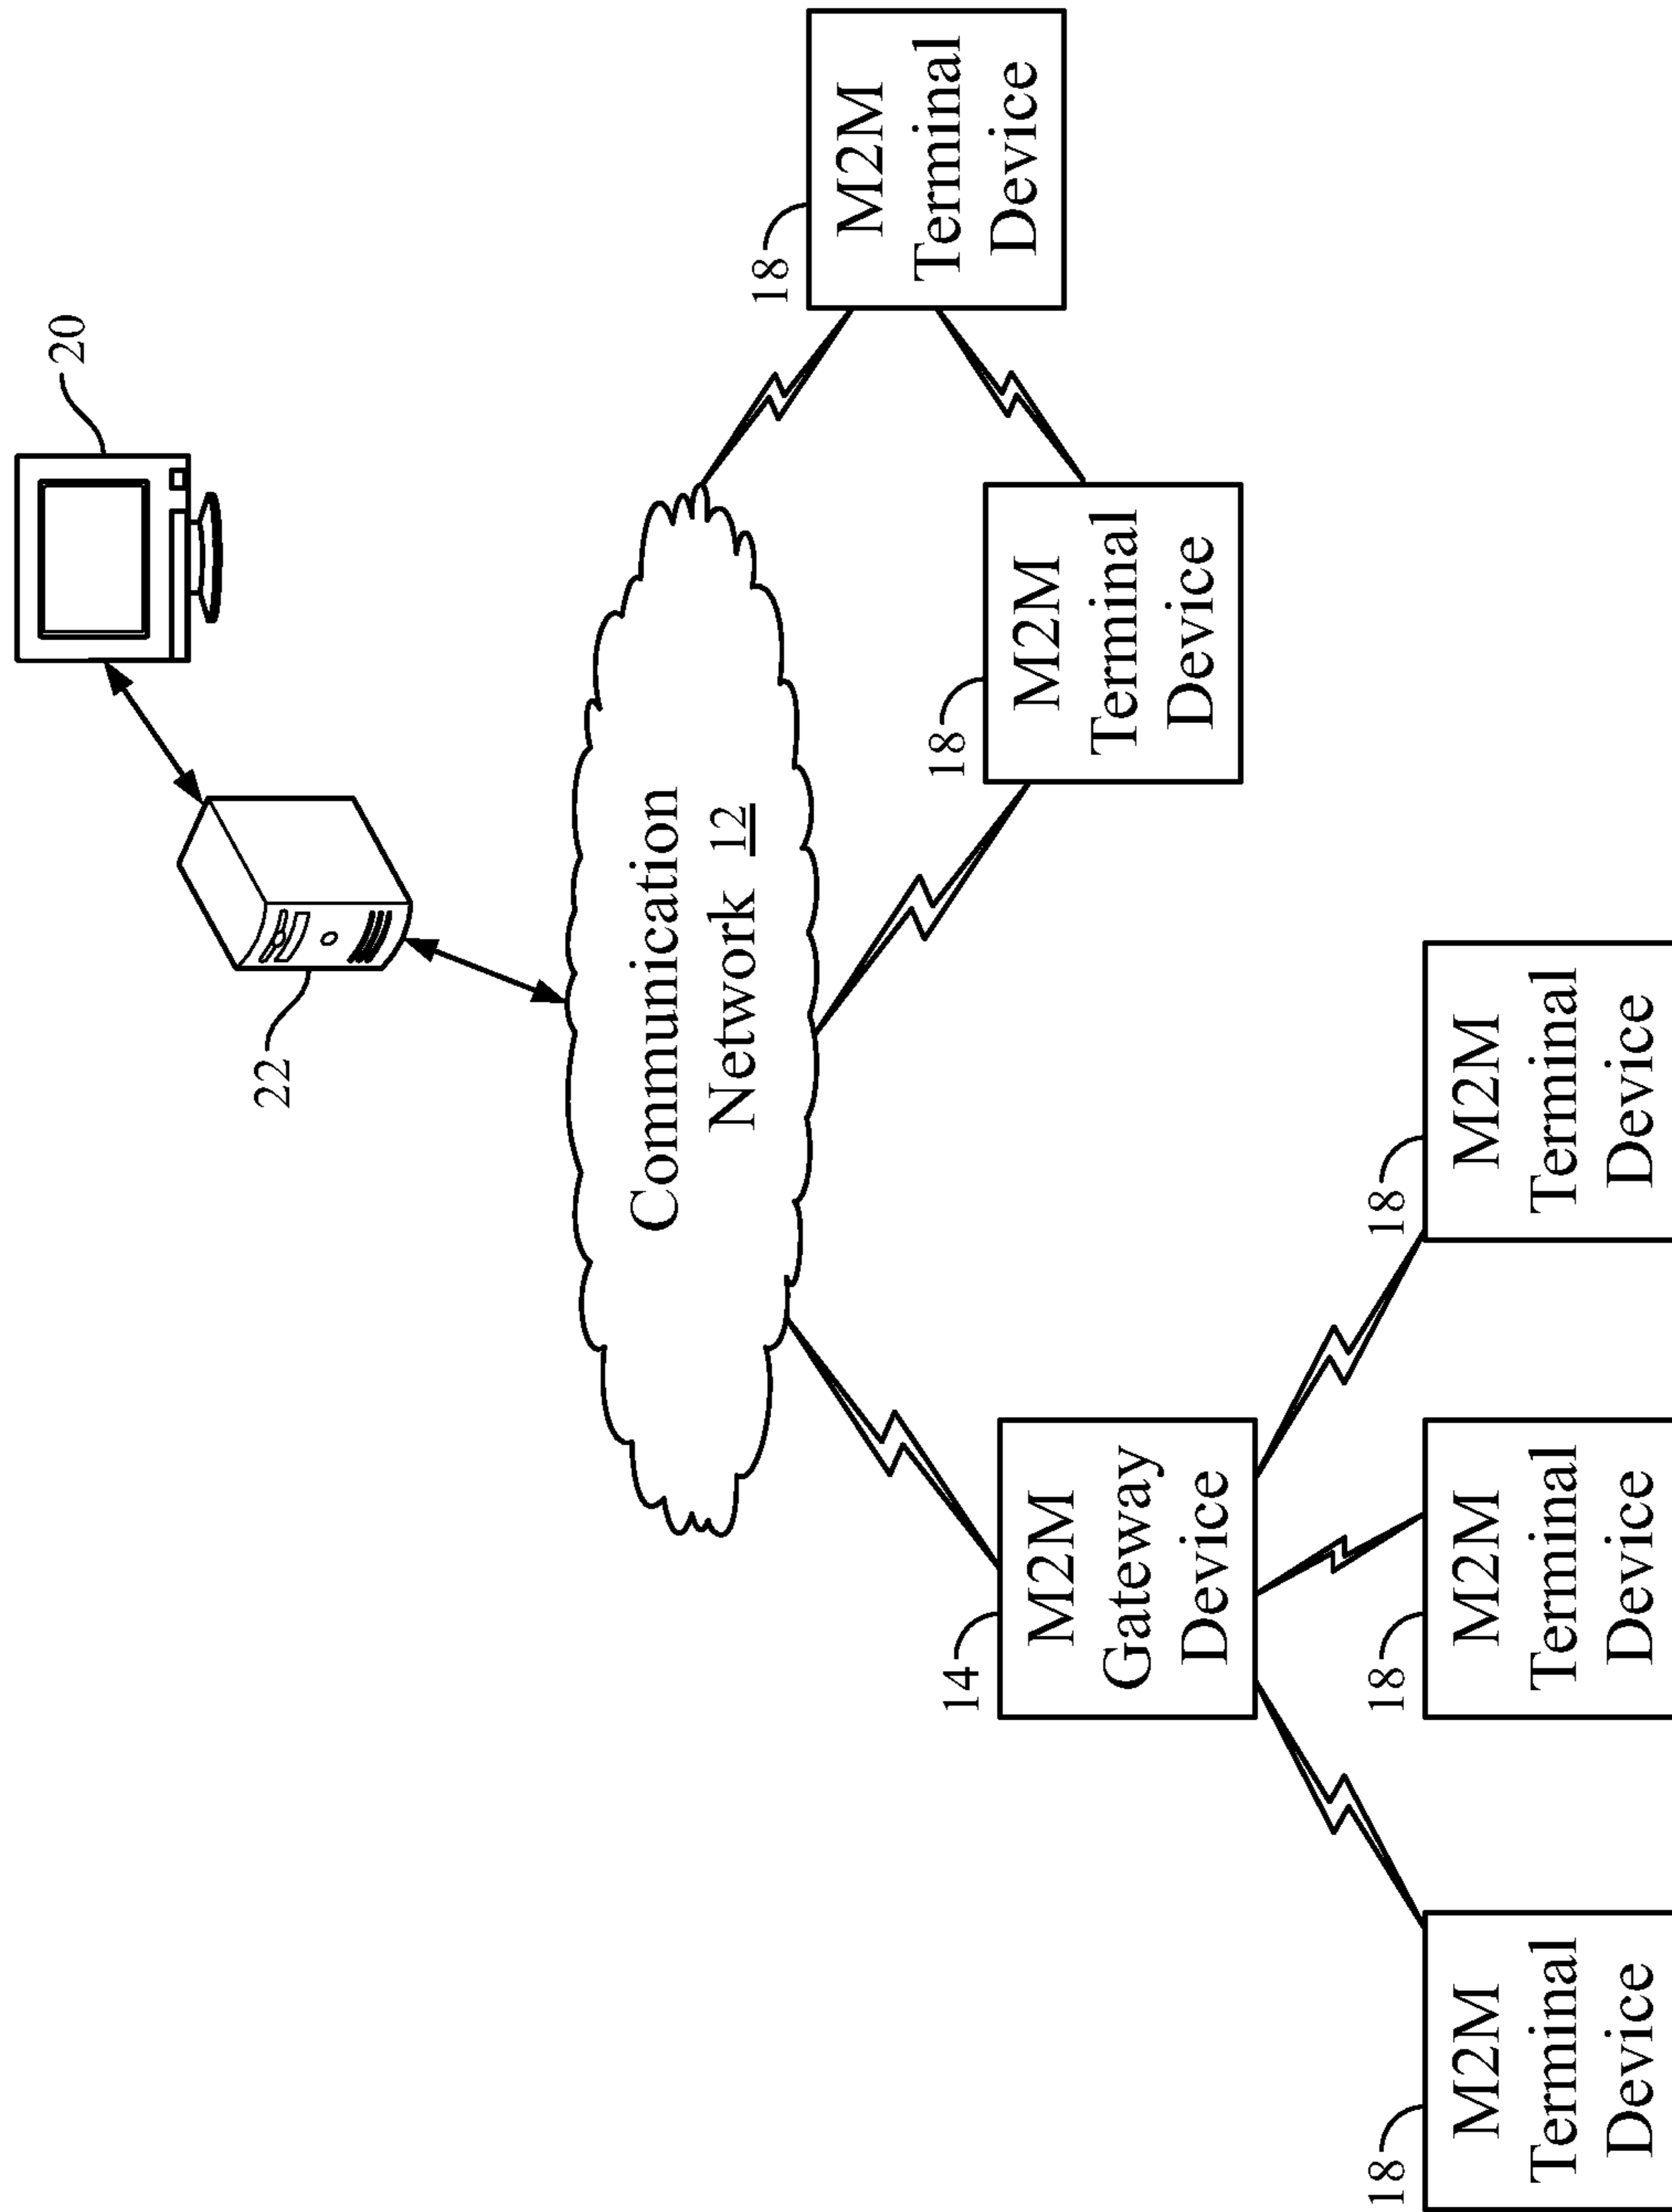 20
22
Communication
Network 12
18
M2M
Terminal
Device
18
M2M
Terminal
Device
14
M2M
Gateway
Device
18
M2M
Terminal
Device
18
M2M
Terminal
Device
18
M2M
Terminal
Device